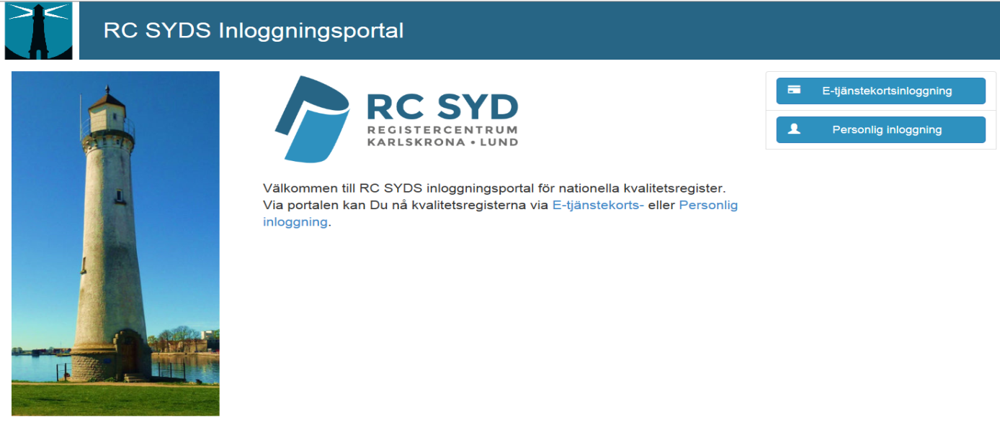 RC SYDS Inloggningsportal
RC SYD
REGISTERCENTRUM
KARLSKRONA • LUND
Välkommen till RC SYDS inloggningsportal för nationella kvalitetsregister.
Via portalen kan Du nå kvalitetsregisterna via E-tjänstekorts- eller Personlig
inloggning.
E-tjänstekortsinloggning
Personlig inloggning